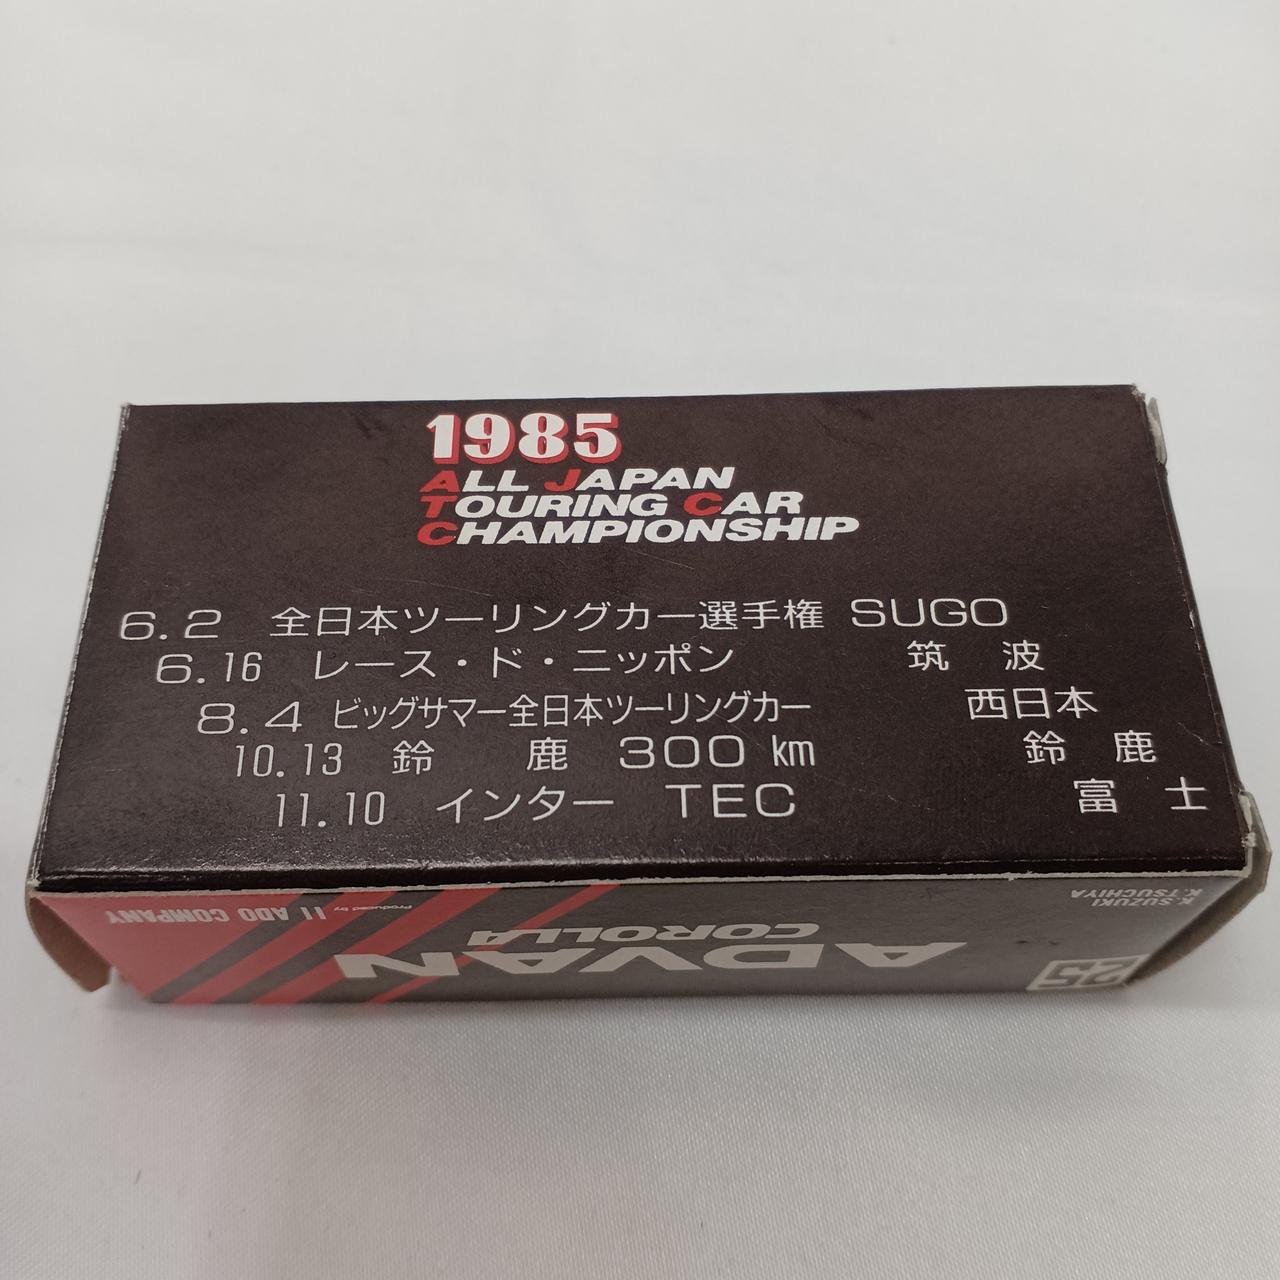 1985
ALL JAPAN
TOURING CAR
CHAMPIONSHIP
6.2 全日本ツーリングカー選手権 SUGO
6.16 レース・ド・ニッポン 筑波
8.4 ビッグサマー全日本ツーリングカー 西日本
10.13 鈴鹿 300 km 鈴鹿
11.10 インター TEC 富士
25
ADVAN
COROLLA
K.SUZUKI
K.TSUCHIYA
Produced by ADO COMPANY